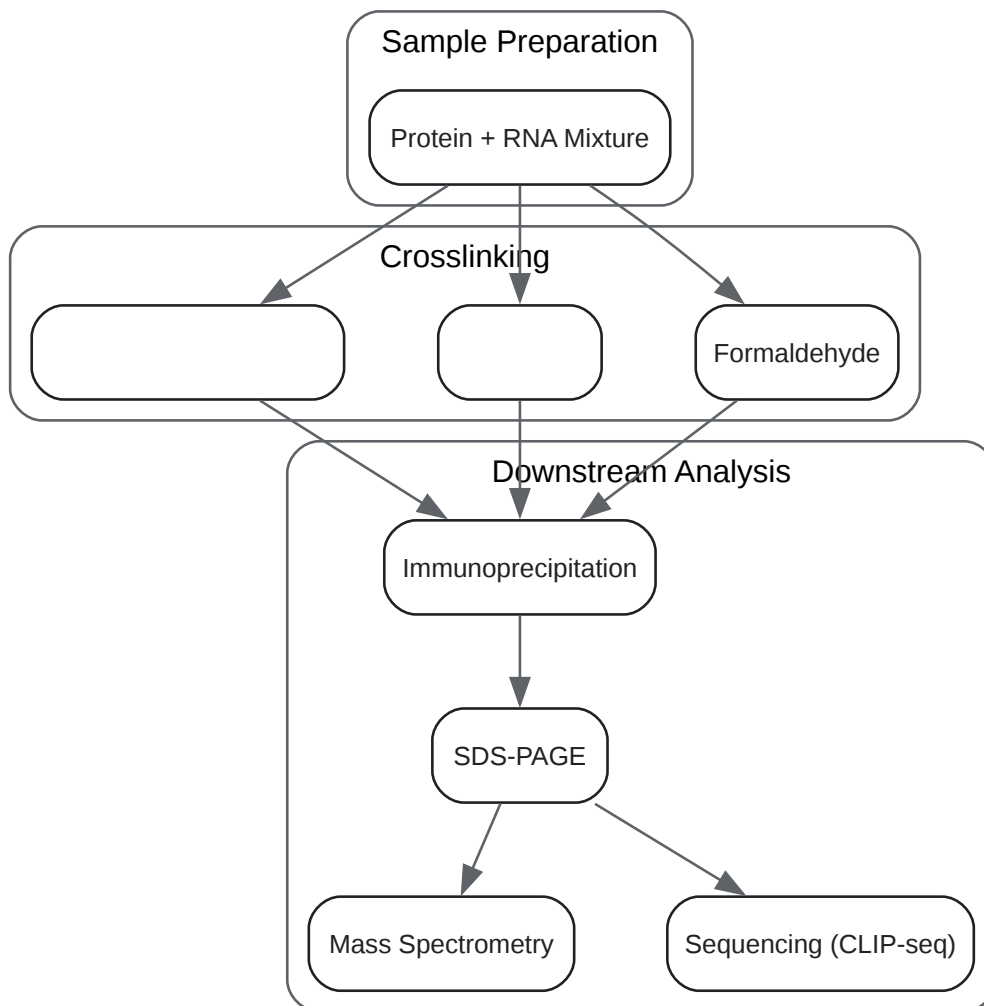 Sample Preparation
Protein + RNA Mixture
Crosslinking
Formaldehyde
Downstream Analysis
Immunoprecipitation
SDS-PAGE
Mass Spectrometry
Sequencing (CLIP-seq)